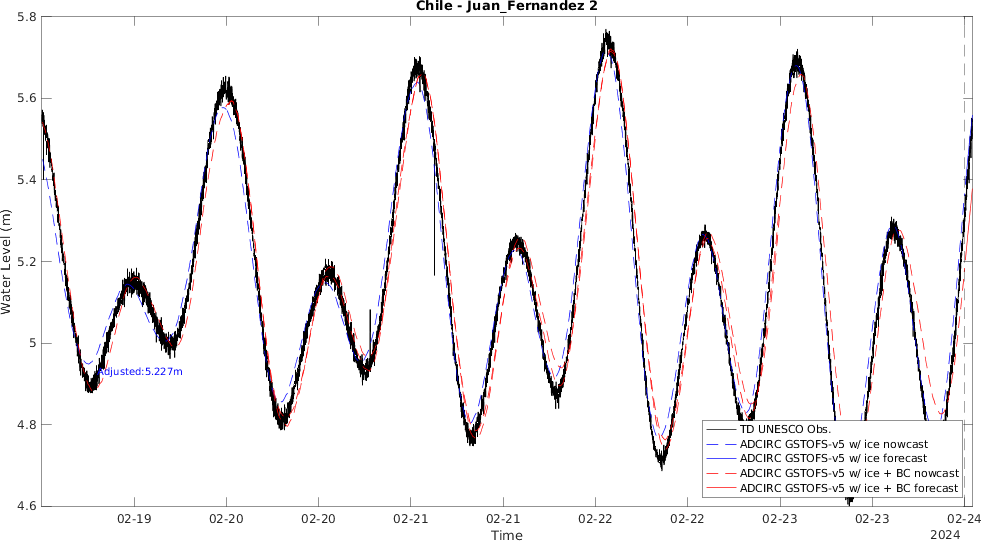 Chile - Juan_Fernandez 2
5.8
5.6
5.4
5.2
5
4.8
4.6
Water Level (m)
Adjusted:5.227m
TD UNESCO Obs.
ADCIRC GSTOFS-v5 w/ ice nowcast
ADCIRC GSTOFS-v5 w/ ice forecast
ADCIRC GSTOFS-v5 w/ ice + BC nowcast
ADCIRC GSTOFS-v5 w/ ice + BC forecast
02-19 02-20 02-20 02-21 02-21 02-22 02-22 02-23 02-23 02-24
Time
2024